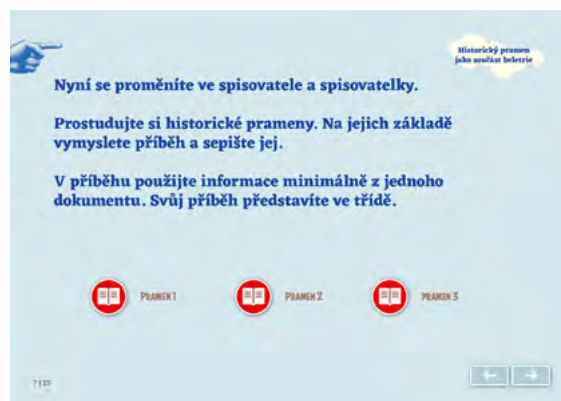 Historický pramen
jako součást beletrie
Nyní se proměníte ve spisovatele a spisovatelky.
Prostudujte si historické prameny. Na jejich základě
vymyslete příběh a sepište jej.
V příběhu použijte informace minimálně z jednoho
dokumentu. Svůj příběh představíte ve třídě.
PRAMEN 1 PRAMEN 2 PRAMEN 3